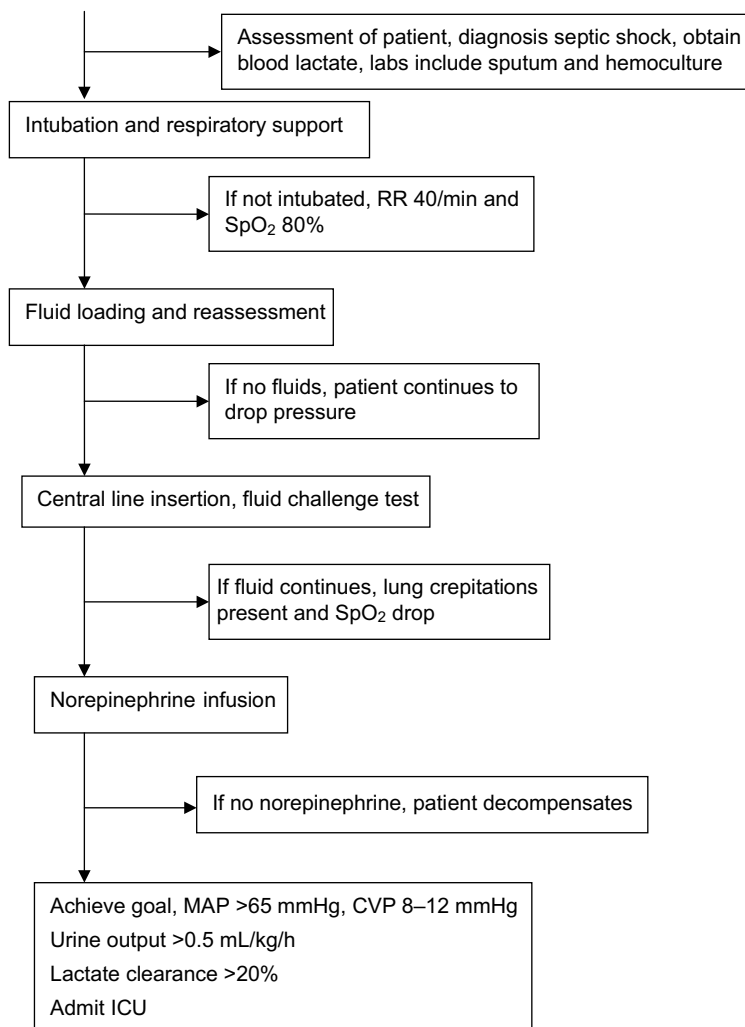 Assessment of patient, diagnosis septic shock, obtain
blood lactate, labs include sputum and hemoculture
Intubation and respiratory support
If not intubated, RR 40/min and
SpO₂ 80%
Fluid loading and reassessment
If no fluids, patient continues to
drop pressure
Central line insertion, fluid challenge test
If fluid continues, lung crepitations
present and SpO₂ drop
Norepinephrine infusion
If no norepinephrine, patient decompensates
Achieve goal, MAP >65 mmHg, CVP 8–12 mmHg
Urine output >0.5 mL/kg/h
Lactate clearance >20%
Admit ICU